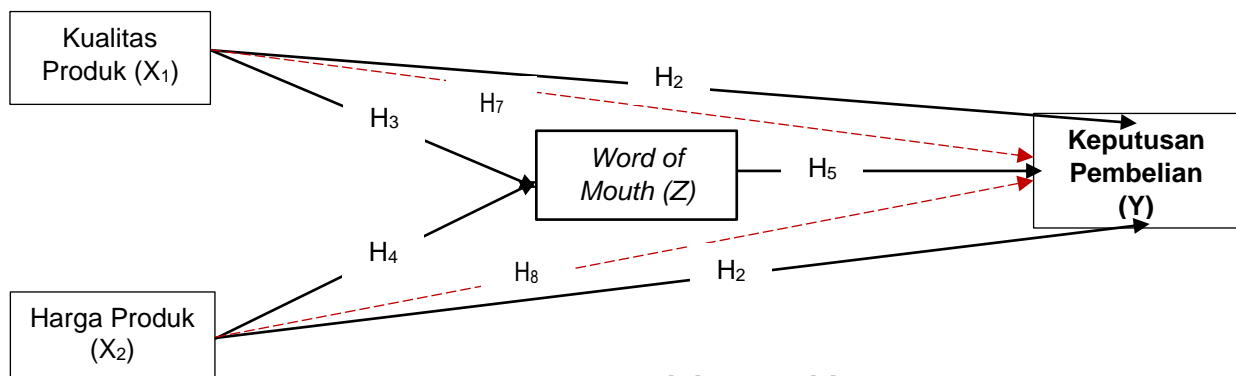 Kualitas
Produk (X₁)
H₂
H₇
H₃
Word of
Mouth (Z)
H₅
Keputusan
Pembelian
(Y)
H₄
H₈
H₂
Harga Produk
(X₂)